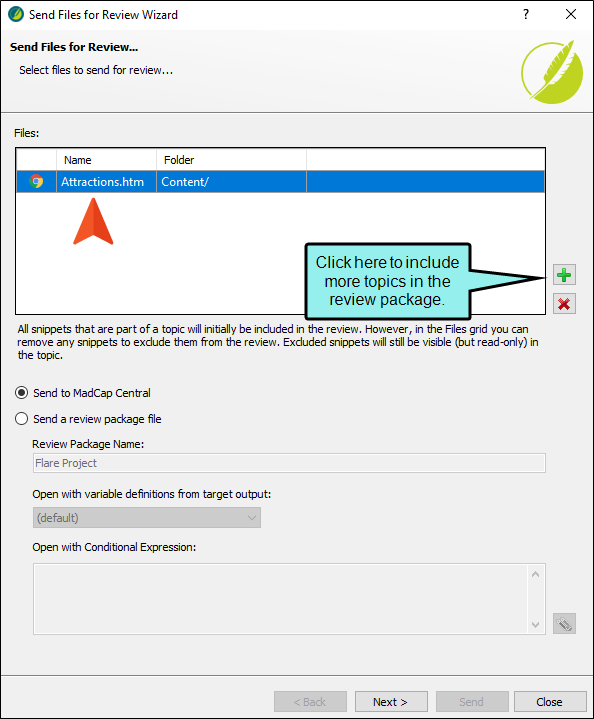 Send Files for Review Wizard
?
Send Files for Review...
Select files to send for review...
Files:
Name Folder
Attractions.htm Content/
Click here to include
more topics in the
review package.
All snippets that are part of a topic will initially be included in the review. However, in the Files grid you can
remove any snippets to exclude them from the review. Excluded snippets will still be visible (but read-only) in
the topic.
Send to MadCap Central
Send a review package file
Review Package Name:
Flare Project
Open with variable definitions from target output:
(default)
Open with Conditional Expression:
< Back Next > Send Close